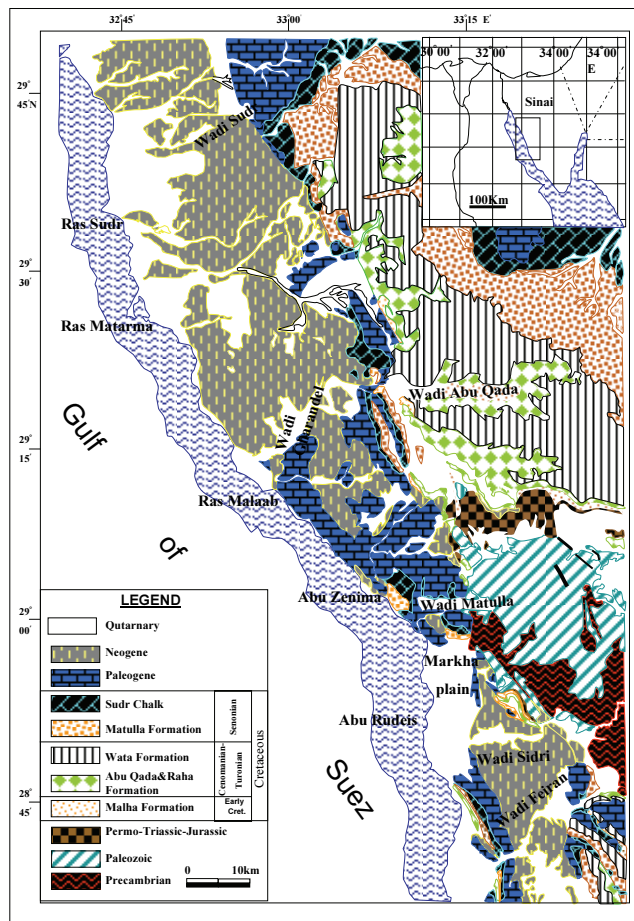 32°45'
33°00'
33°15' E
29°
45'N
29°
30'
29°
15'
29°
00'
28°
45'
30°00'
32°00'
34°00'
34°00'
E
Sinai
100Km
Wadi Sudr
Ras Sudr
Ras Matarma
Wadi Abu Qada
Wadi
Gharandel
Gulf
of
Suez
Ras Malaab
Abu Zenima
Wadi Matulla
Markha
plain
Abu Rudeis
Wadi Sidri
Wadi Feiran
LEGEND
Qutarnary
Neogene
Paleogene
Sudr Chalk
Matulla Formation
Wata Formation
Abu Qada&Raha
Formation
Malha Formation
Permo-Triassic-Jurassic
Paleozoic
Precambrian
Senonian
Cenomanian-
Turonian
Early
Cret.
Cretaceous
0 10km